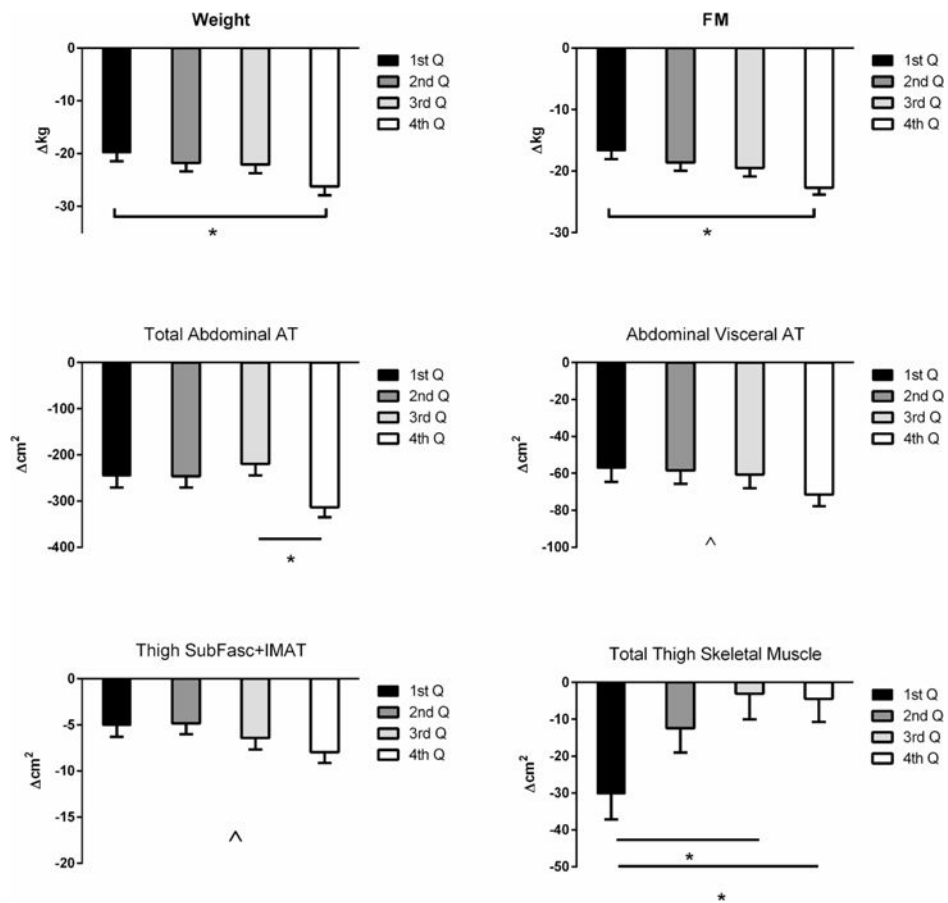 Weight
0
-10
-20
-30
Δkg
1st Q
2nd Q
3rd Q
4th Q
*
FM
0
-10
-20
-30
Δkg
1st Q
2nd Q
3rd Q
4th Q
*
Total Abdominal AT
0
-100
-200
-300
-400
Δcm²
1st Q
2nd Q
3rd Q
4th Q
*
Abdominal Visceral AT
0
-20
-40
-60
-80
-100
Δcm²
1st Q
2nd Q
3rd Q
4th Q
^
Thigh SubFasc+IMAT
0
-5
-10
-15
-20
Δcm²
1st Q
2nd Q
3rd Q
4th Q
^
Total Thigh Skeletal Muscle
0
-10
-20
-30
-40
-50
Δcm²
1st Q
2nd Q
3rd Q
4th Q
*
*